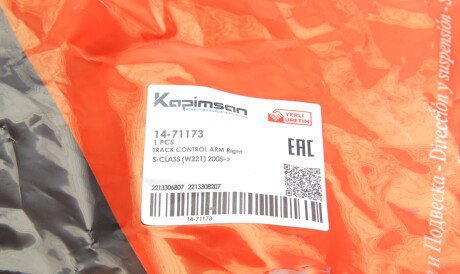 Kapimsan
YERLİ
ÜRETİM
14-71173
1 PCS
TRACK CONTROL ARM Right
S-CLASS (W221) 2005->
EAC
2213306807 2213308207
14-71173
и Подвеска - Dirección y suspensión - S